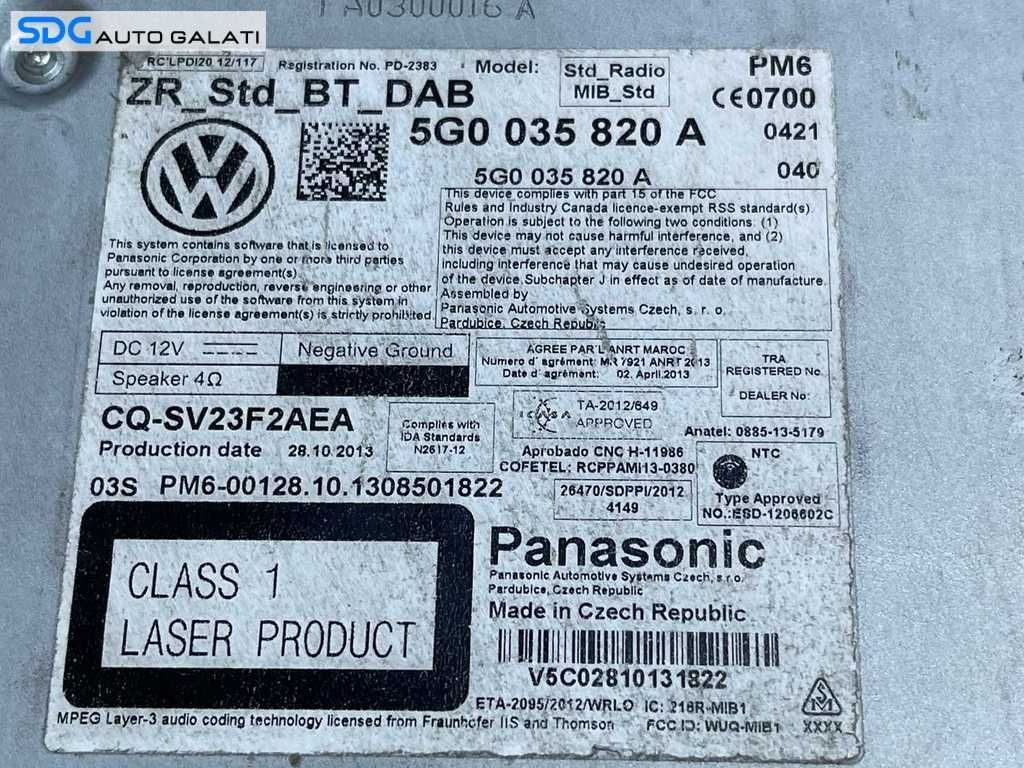 1 A0300016 A
SDG AUTO GALATI
RC'LPDI20 12/117 Registration No. PD-2383 Model: Std_Radio MIB_Std PM6
ZR_Std_BT_DAB CE0700
5G0 035 820 A 0421
5G0 035 820 A 040
This device complies with part 15 of the FCC
Rules and Industry Canada licence-exempt RSS standard(s).
Operation is subject to the following two conditions: (1)
This device may not cause harmful interference, and (2)
this device must accept any interference received,
including interference that may cause undesired operation
of the device. Subchapter J in effect as of date of manufacture.
Assembled by
Panasonic Automotive Systems Czech, s. r. o.
Pardubice, Czech Republic
This system contains software that is licensed to
Panasonic Corporation by one or more third parties
pursuant to license agreement(s).
Any removal, reproduction, reverse engineering or other
unauthorized use of the software from this system in
violation of the license agreement(s) is strictly prohibited.
DC 12V Negative Ground
Speaker 4Ω
AGREE PAR L'ANRT MAROC
Numero d' agrément: MR 7921 ANRT 2013
Date d' agrément: 02. April.2013
TRA
REGISTERED No:
DEALER No:
CQ-SV23F2AEA
Production date 28.10.2013
Complies with
IDA Standards
N2617-12
ICASA TA-2012/649
APPROVED
Anatel: 0885-13-5179
Aprobado CNC H-11986
COFETEL: RCPPAMI13-0380
NTC
Type Approved
NO.:ESD-1206602C
03S PM6-00128.10.1308501822
26470/SDPPI/2012
4149
CLASS 1
LASER PRODUCT
Panasonic
Panasonic Automotive Systems Czech, s.r.o.
Pardubice, Czech Republic
Made in Czech Republic
V5C02810131822
ETA-2095/2012/WRLO IC: 216R-MIB1
MPEG Layer-3 audio coding technology licensed from Fraunhofer IIS and Thomson FCC ID: WUQ-MIB1 XXXX